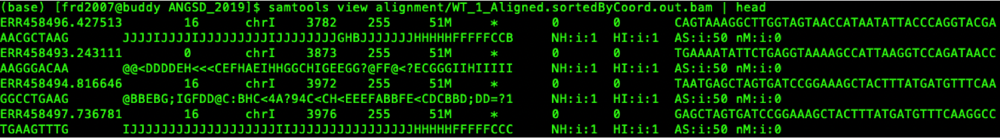 (base) [frd2007@buddy ANGSD_2019]$ samtools view alignment/WT_1_Aligned.sortedByCoord.out.bam | head
ERR458496.427513 16 chrI 3782 255 51M * 0 0 CAGTAAAGGCTTGGTAGTAACCATAATATTACCCAGGTACGA
AACGCTAAG JJJJIJJJJJIJJJJJJJJJJIJJJJJJJJGHBJJJJJJJHHHHHFFFFFCCB NH:i:1 HI:i:1 AS:i:50 nM:i:0
ERR458493.243111 0 chrI 3873 255 51M * 0 0 TGAAAATATTCTGAGGTAAAAGCCATTAAGGTCCAGATAACC
AAGGGACAA @@<DDDDEH<<<CEFHAEIHHGGCHIGEEGG?@FF@<?ECGGGIIHIIIII NH:i:1 HI:i:1 AS:i:50 nM:i:0
ERR458494.816646 16 chrI 3972 255 51M * 0 0 TAATGAGCTAGTGATCCGGAAAGCTACTTTATGATGTTTCAA
GGCCTGAAG @BBEBG;IGFDD@C:BHC<4A?94C<CH<EEEFABBFE<CDCBBD;DD=?1 NH:i:1 HI:i:1 AS:i:50 nM:i:0
ERR458497.736781 16 chrI 3976 255 51M * 0 0 GAGCTAGTGATCCGGAAAGCTACTTTATGATGTTTCAAGGCC
TGAAGTTTG IJJJJJJJJJJJJJJJJJJJJIIJJJJJJJJJJJJJJJJHHHHHFFFFFCCC NH:i:1 HI:i:1 AS:i:50 nM:i:0